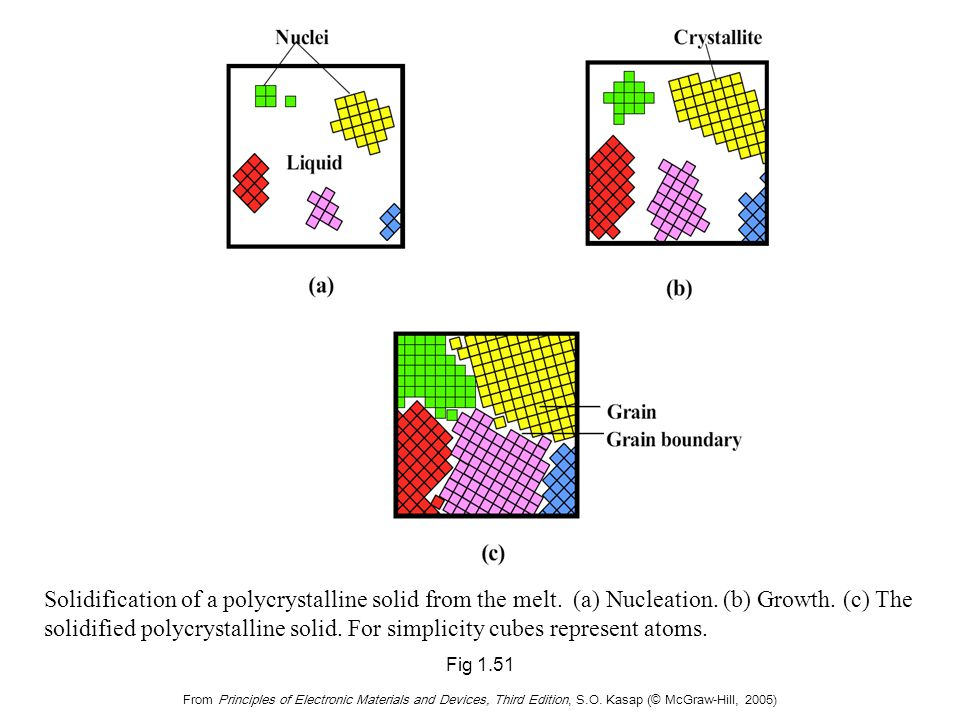 Nuclei
Crystallite
Liquid
(a)
(b)
Grain
Grain boundary
(c)
Solidification of a polycrystalline solid from the melt. (a) Nucleation. (b) Growth. (c) The
solidified polycrystalline solid. For simplicity cubes represent atoms.
Fig 1.51
From Principles of Electronic Materials and Devices, Third Edition, S.O. Kasap (© McGraw-Hill, 2005)